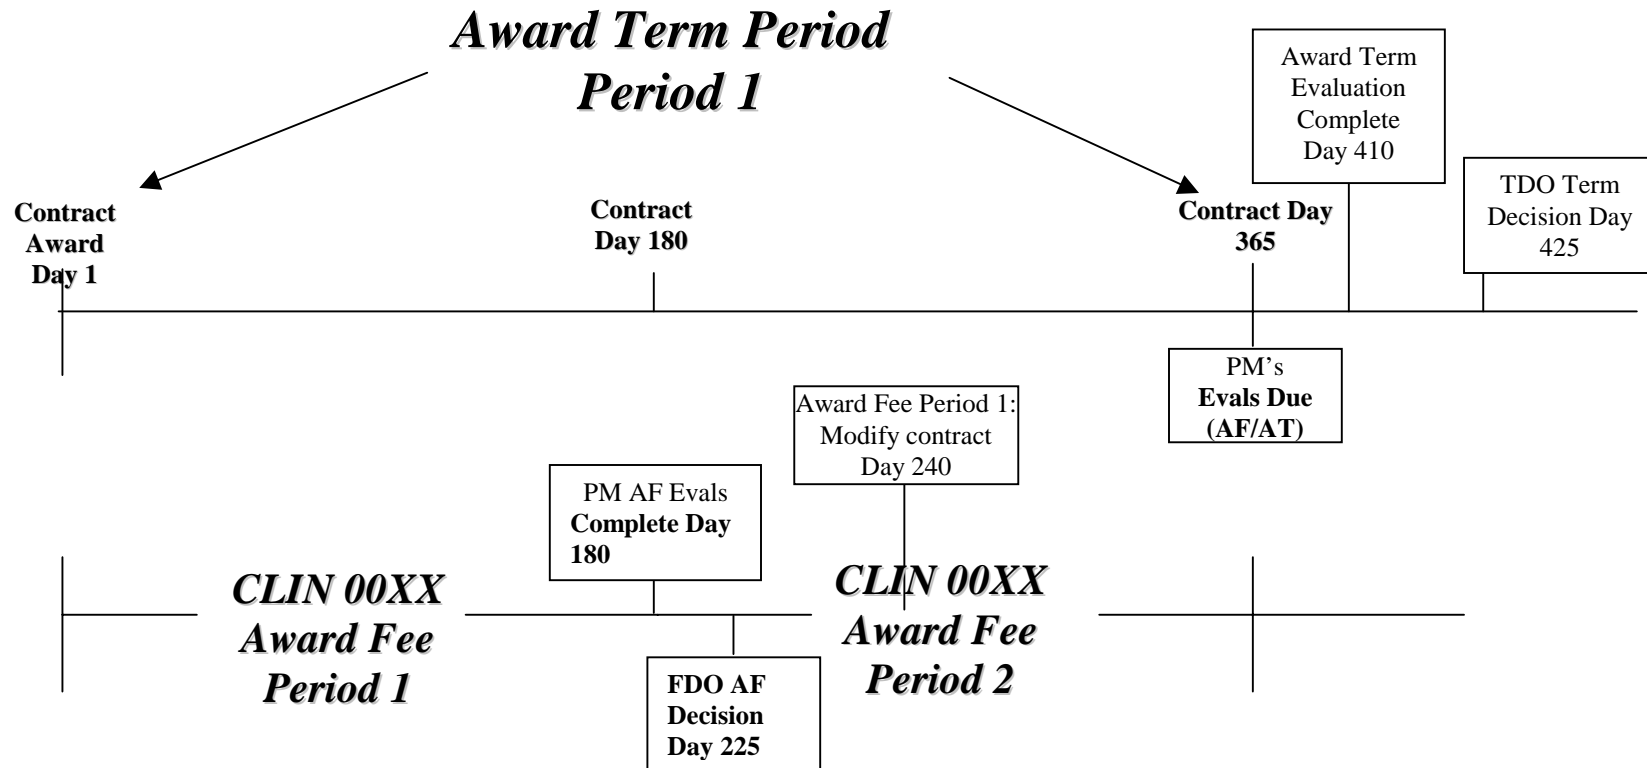 Award Term Period
Period 1
Award Term
Evaluation
Complete
Day 410
TDO Term
Decision Day
425
Contract
Award
Day 1
Contract
Day 180
Contract Day
365
PM's
Evals Due
(AF/AT)
Award Fee Period 1:
Modify contract
Day 240
PM AF Evals
Complete Day
180
CLIN 00XX
Award Fee
Period 1
CLIN 00XX
Award Fee
Period 2
FDO AF
Decision
Day 225